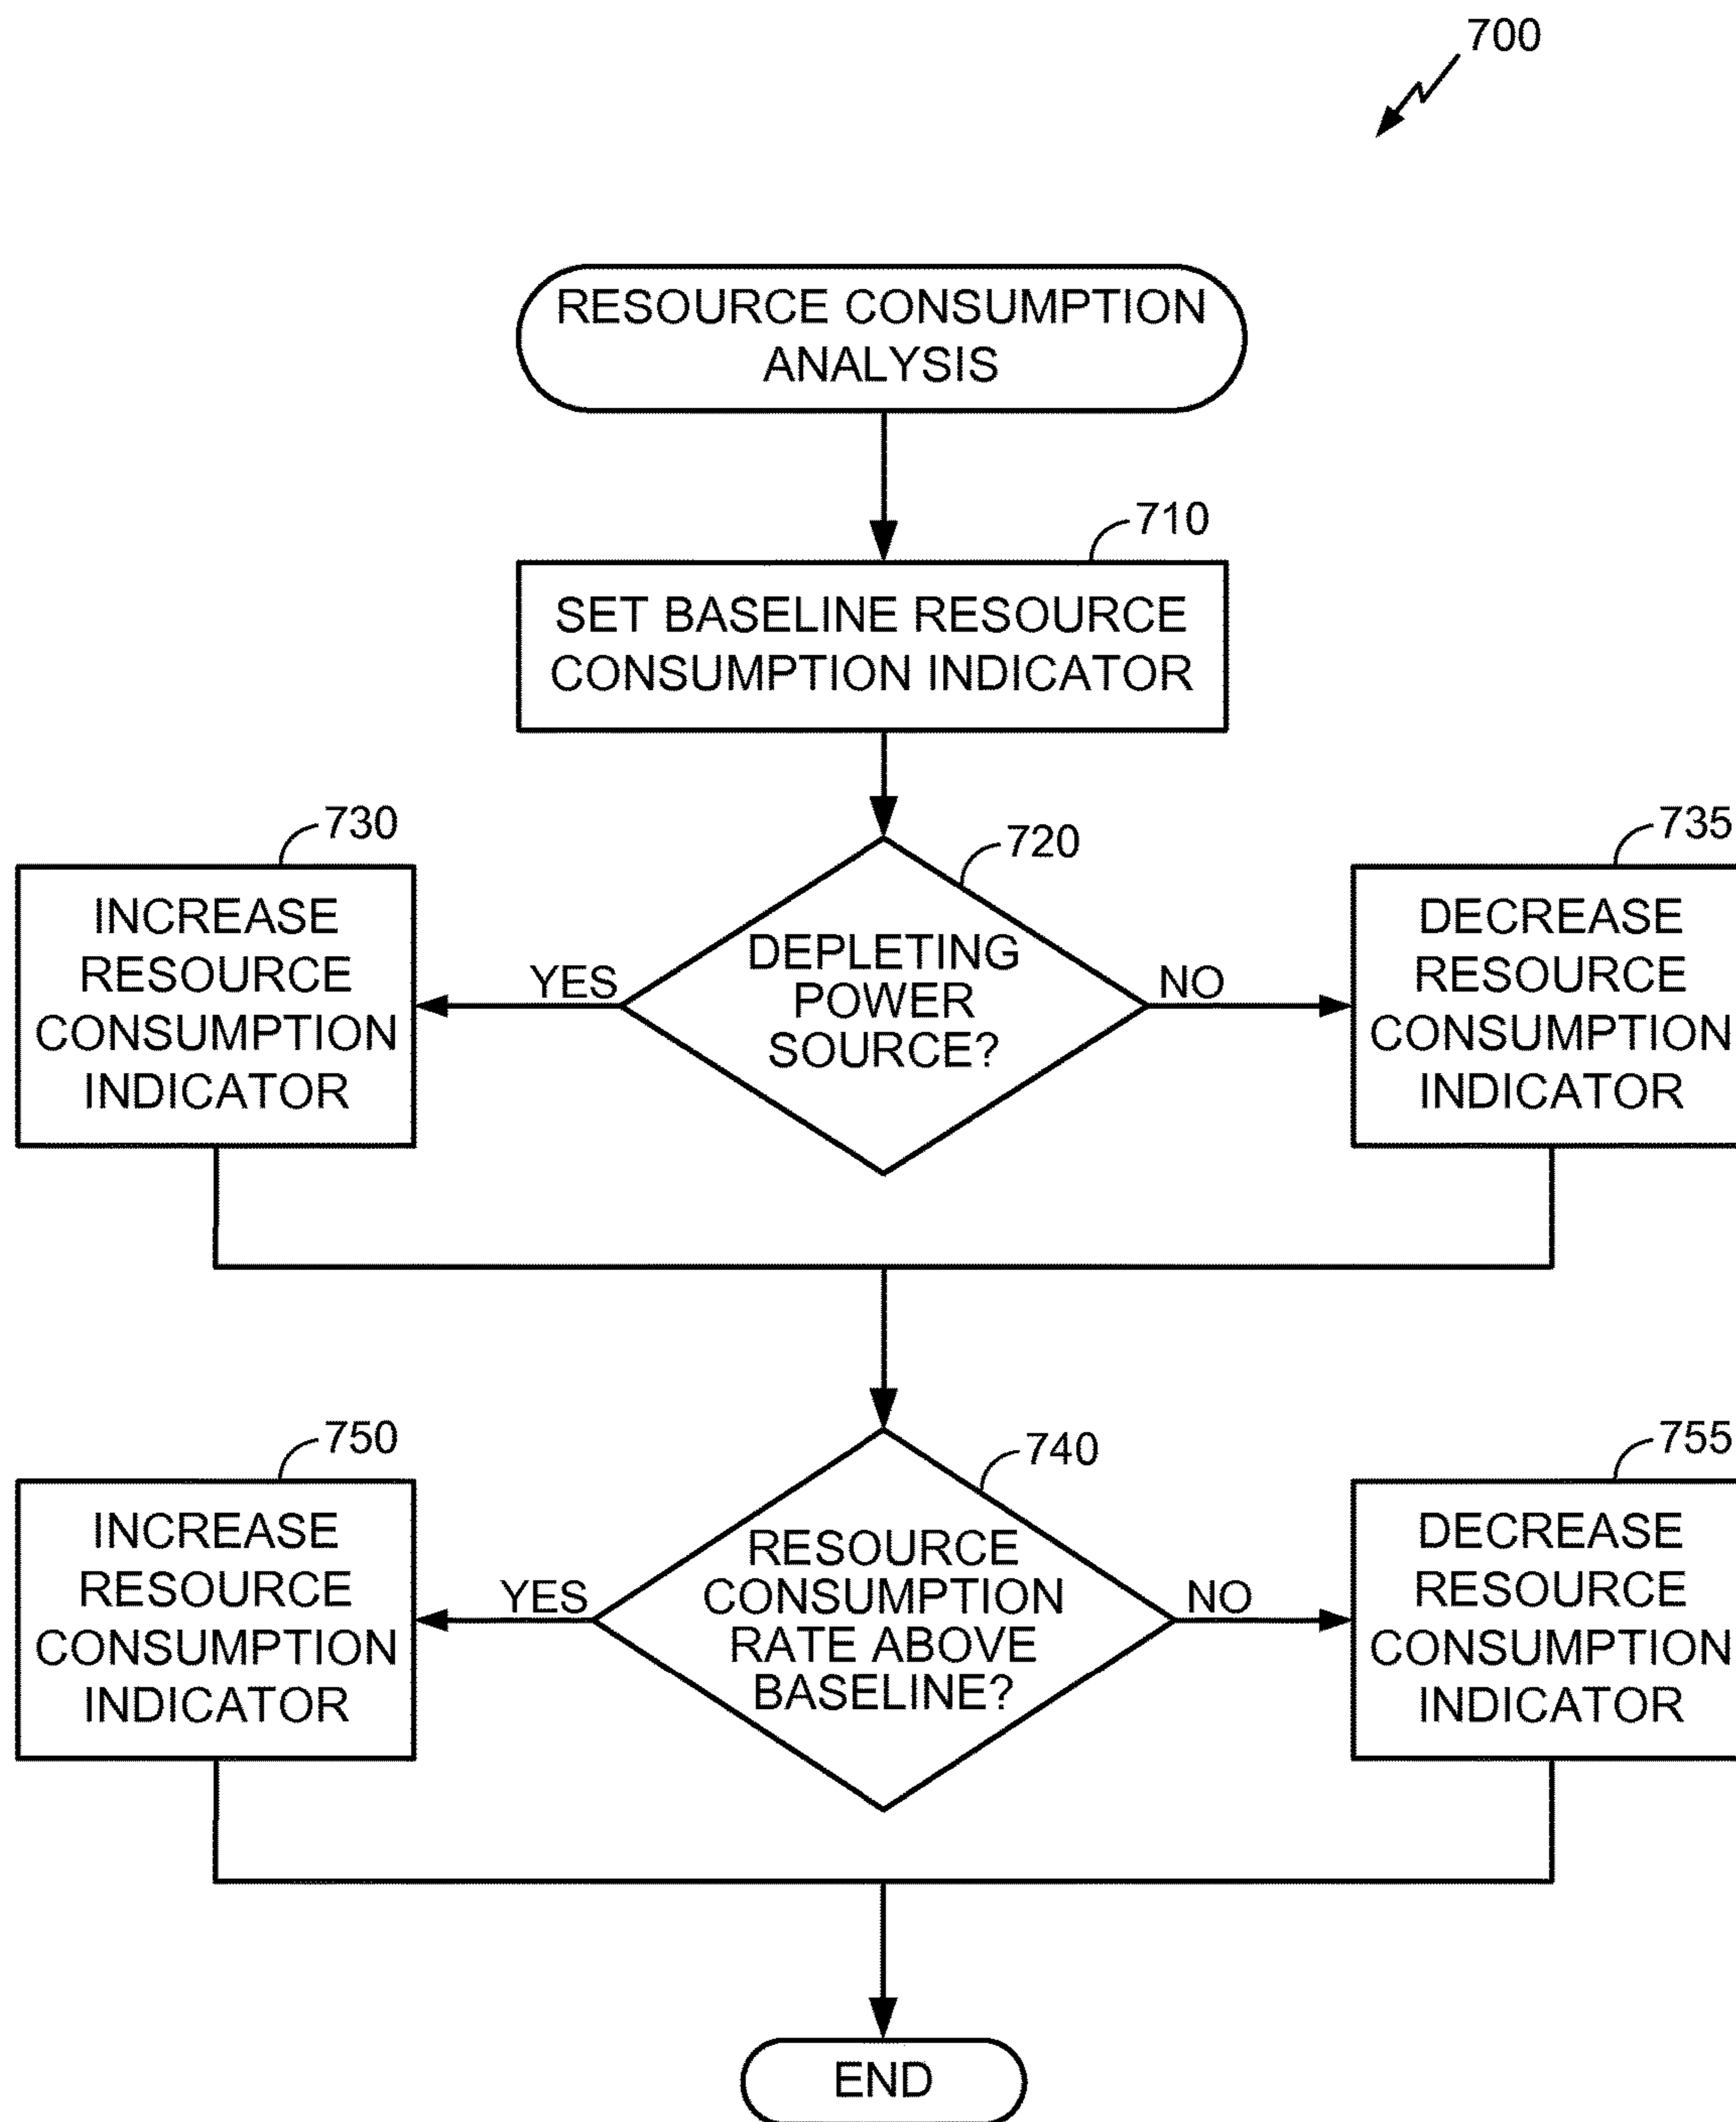 700
RESOURCE CONSUMPTION
ANALYSIS
710
SET BASELINE RESOURCE
CONSUMPTION INDICATOR
730
INCREASE
RESOURCE
CONSUMPTION
INDICATOR
YES
720
DEPLETING
POWER
SOURCE?
NO
735
DECREASE
RESOURCE
CONSUMPTION
INDICATOR
750
INCREASE
RESOURCE
CONSUMPTION
INDICATOR
YES
740
RESOURCE
CONSUMPTION
RATE ABOVE
BASELINE?
NO
755
DECREASE
RESOURCE
CONSUMPTION
INDICATOR
END